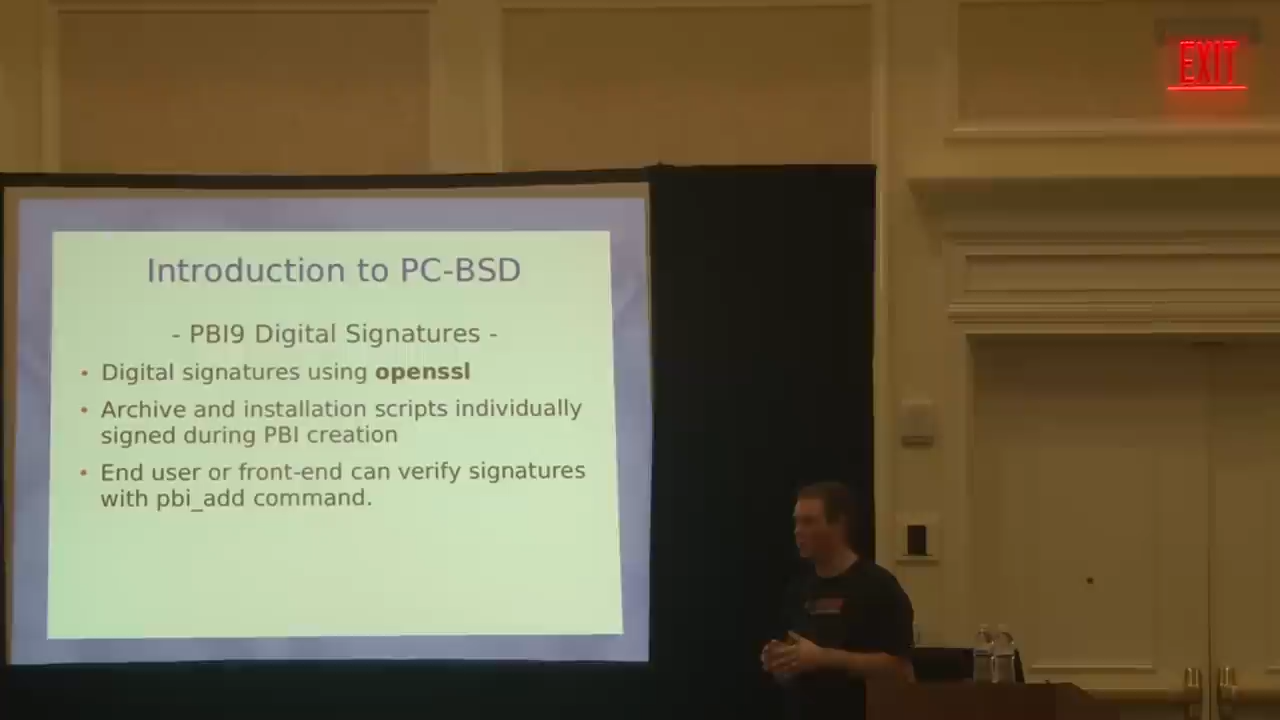 EXIT
Introduction to PC-BSD
- PBI9 Digital Signatures -
• Digital signatures using openssl
• Archive and installation scripts individually
signed during PBI creation
• End user or front-end can verify signatures
with pbi_add command.